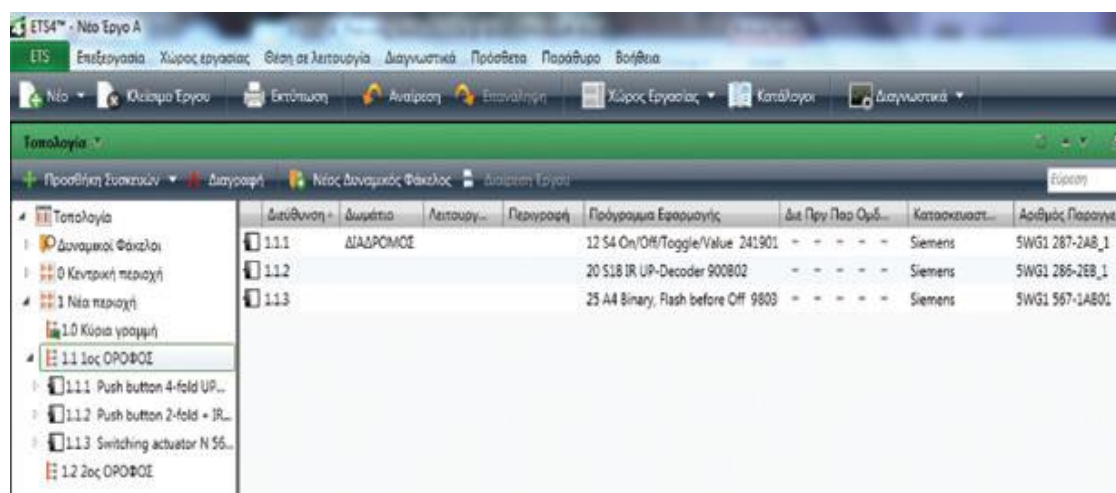 ETS4™ - Νέο Έργο Α
ETS Επεξεργασία Χώρος εργασίας Θέση σε λειτουργία Διαγνωστικά Πρόσθετα Παράθυρο Βοήθεια
Νέο Κλείσιμο Έργου Εκτύπωση Αναίρεση Επανάληψη Χώρος Εργασίας Κατάλογοι Διαγνωστικά
Τοπολογία
Προσθήκη Συσκευών Διαγραφή Νέος Δυναμικός Φάκελος Διαίρεση Έργου Εύρεση
Τοπολογία
Δυναμικοί Φάκελοι
0 Κεντρική περιοχή
1 Νέα περιοχή
1.0 Κύρια γραμμή
1.1 1ος ΟΡΟΦΟΣ
1.1.1 Push button 4-fold UP...
1.1.2 Push button 2-fold + IR...
1.1.3 Switching actuator N 56...
1.2 2ος ΟΡΟΦΟΣ
Διεύθυνση Δωμάτιο Λειτουργ... Περιγραφή Πρόγραμμα Εφαρμογής Διε Πργ Παρ Ομδ... Κατασκευαστ... Αριθμός Παραγγε
1.1.1 ΔΙΑΔΡΟΜΟΣ 12 S4 On/Off/Toggle/Value 241901 - - - - - Siemens 5WG1 287-2AB_1
1.1.2 20 S1B IR UP-Decoder 900B02 - - - - - Siemens 5WG1 286-2EB_1
1.1.3 25 A4 Binary, Flash before Off 9803 - - - - - Siemens 5WG1 567-1AB01